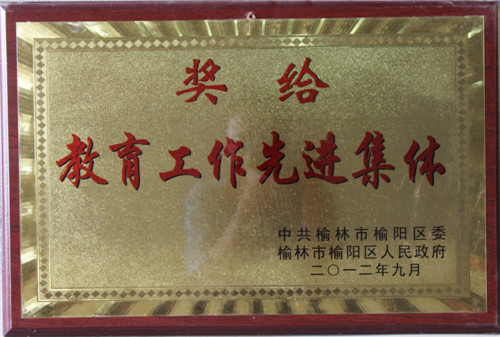 奖给
教育工作先进集体
中共榆林市榆阳区委
榆林市榆阳区人民政府
二〇一二年九月